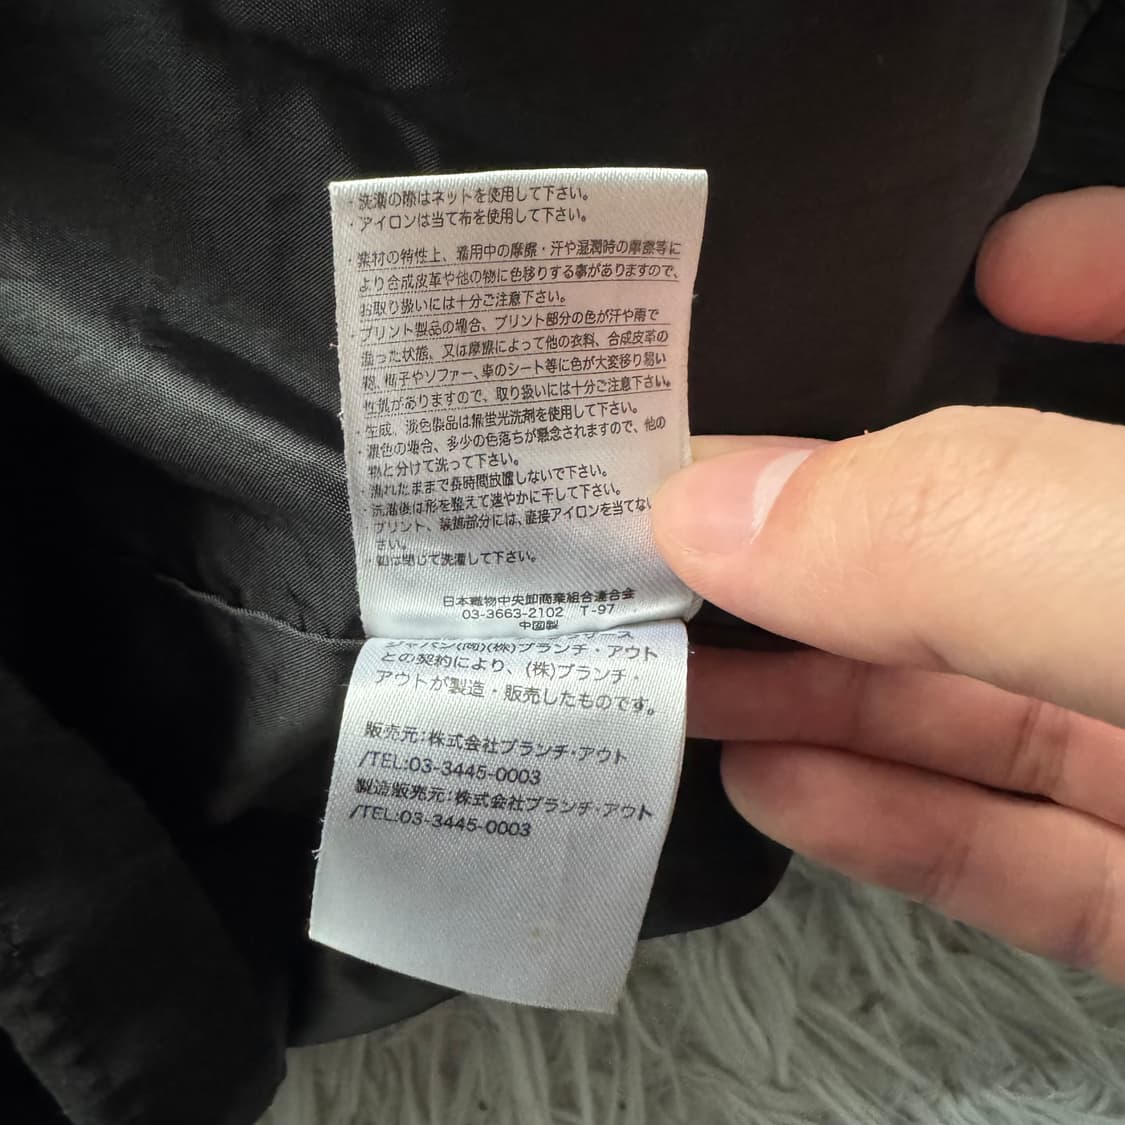 ・洗濯の際はネットを使用して下さい。
・アイロンは当て布を使用して下さい。
・素材の特性上、着用中の摩擦・汗や湿潤時の摩擦等に
より合成皮革や他の物に色移りする事がありますので、
お取り扱いには十分ご注意下さい。
プリント製品の場合、プリント部分の色が汗や雨で
湿った状態、又は摩擦によって他の衣料、合成皮革の
鞄、椅子やソファー、車のシート等に色が大変移り易い
性質がありますので、取り扱いには十分ご注意下さい。
・生成、淡色製品は無蛍光洗剤を使用して下さい。
・濃色の場合、多少の色落ちが懸念されますので、他の
物と分けて洗って下さい。
・濡れたままで長時間放置しないで下さい。
・洗濯後は形を整えて速やかに干して下さい。
プリント、装飾部分には、直接アイロンを当てない
さい。
は閉じて洗濯して下さい。
日本織物中央卸商業組合連合会
03-3663-2102 T-97
中国製
ジャパン(同)(株)ブランチ・アウト
との契約により、(株)ブランチ・
アウトが製造・販売したものです。
販売元:株式会社ブランチ・アウト
/TEL:03-3445-0003
製造販売元:株式会社ブランチ・アウト
/TEL:03-3445-0003